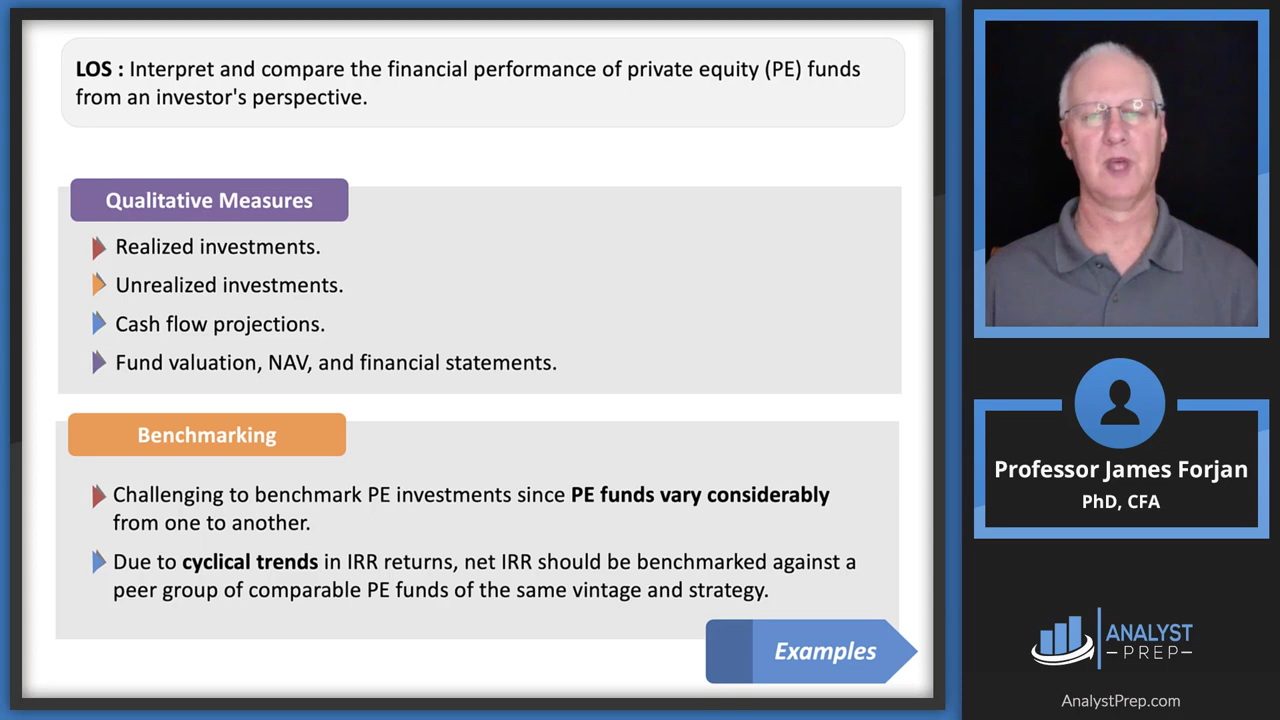 LOS : Interpret and compare the financial performance of private equity (PE) funds
from an investor's perspective.
Qualitative Measures
Realized investments.
Unrealized investments.
Cash flow projections.
Fund valuation, NAV, and financial statements.
Benchmarking
Challenging to benchmark PE investments since PE funds vary considerably
from one to another.
Due to cyclical trends in IRR returns, net IRR should be benchmarked against a
peer group of comparable PE funds of the same vintage and strategy.
Examples
Professor James Forjan
PhD, CFA
ANALYST
PREP
AnalystPrep.com